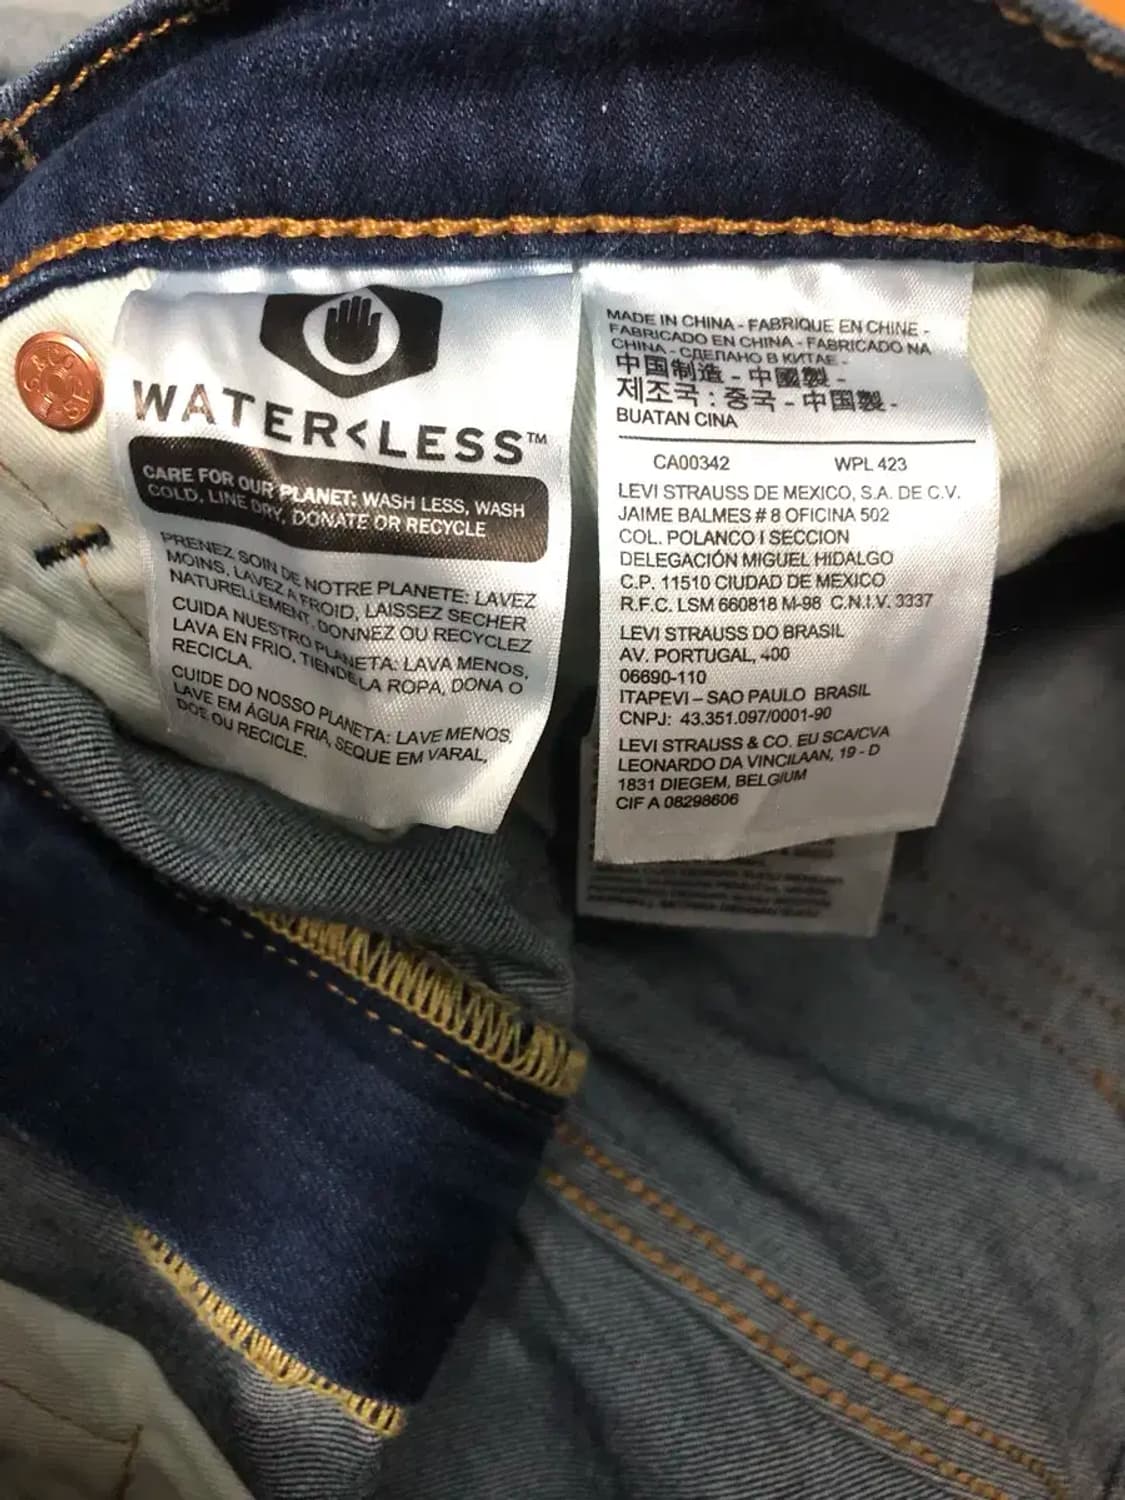 WATER<LESS™
CARE FOR OUR PLANET: WASH LESS, WASH
COLD, LINE DRY, DONATE OR RECYCLE
PRENEZ SOIN DE NOTRE PLANETE: LAVEZ
MOINS, LAVEZ A FROID, LAISSEZ SECHER
NATURELLEMENT, DONNEZ OU RECYCLEZ
CUIDA NUESTRO PLANETA: LAVA MENOS,
LAVA EN FRIO, TIENDE LA ROPA, DONA O
RECICLA.
CUIDE DO NOSSO PLANETA: LAVE MENOS,
LAVE EM ÁGUA FRIA, SEQUE EM VARAL,
DOE OU RECICLE.
MADE IN CHINA - FABRIQUE EN CHINE -
FABRICADO EN CHINA - FABRICADO NA
CHINA - СДЕЛАНО В КИТАЕ -
中国制造 - 中國製 -
제조국 : 중국 - 中国製 -
BUATAN CINA
CA00342 WPL 423
LEVI STRAUSS DE MEXICO, S.A. DE C.V.
JAIME BALMES # 8 OFICINA 502
COL. POLANCO I SECCION
DELEGACIÓN MIGUEL HIDALGO
C.P. 11510 CIUDAD DE MEXICO
R.F.C. LSM 660818 M-98 C.N.I.V. 3337
LEVI STRAUSS DO BRASIL
AV. PORTUGAL, 400
06690-110
ITAPEVI – SAO PAULO BRASIL
CNPJ: 43.351.097/0001-90
LEVI STRAUSS & CO. EU SCA/CVA
LEONARDO DA VINCILAAN, 19 - D
1831 DIEGEM, BELGIUM
CIF A 08298606